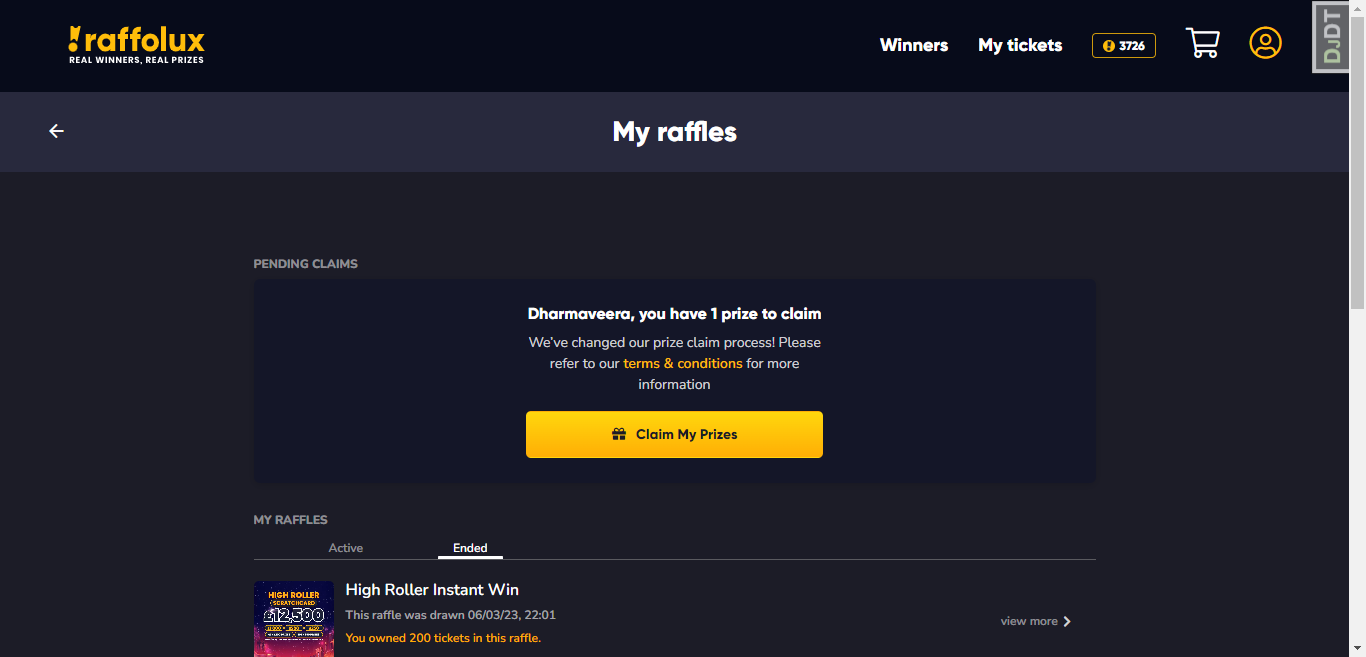 raffolux
REAL WINNERS, REAL PRIZES
Winners
My tickets
3726
DJDT
My raffles
PENDING CLAIMS
Dharmaveera, you have 1 prize to claim
We've changed our prize claim process! Please
refer to our terms & conditions for more
information
Claim My Prizes
MY RAFFLES
Active
Ended
HIGH ROLLER
SCRATCHCARD
£12,500
High Roller Instant Win
This raffle was drawn 06/03/23, 22:01
You owned 200 tickets in this raffle.
view more